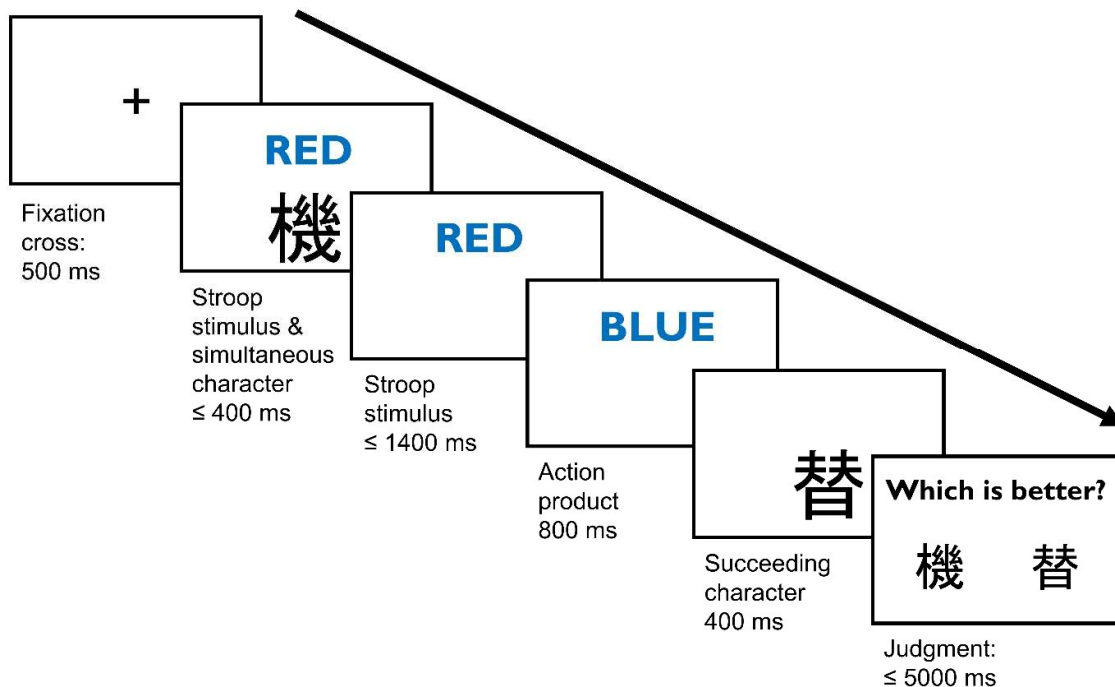 +
Fixation
cross:
500 ms
RED
機
Stroop
stimulus &
simultaneous
character
≤ 400 ms
RED
Stroop
stimulus
≤ 1400 ms
BLUE
Action
product
800 ms
替
Succeeding
character
400 ms
Which is better?
機 替
Judgment:
≤ 5000 ms